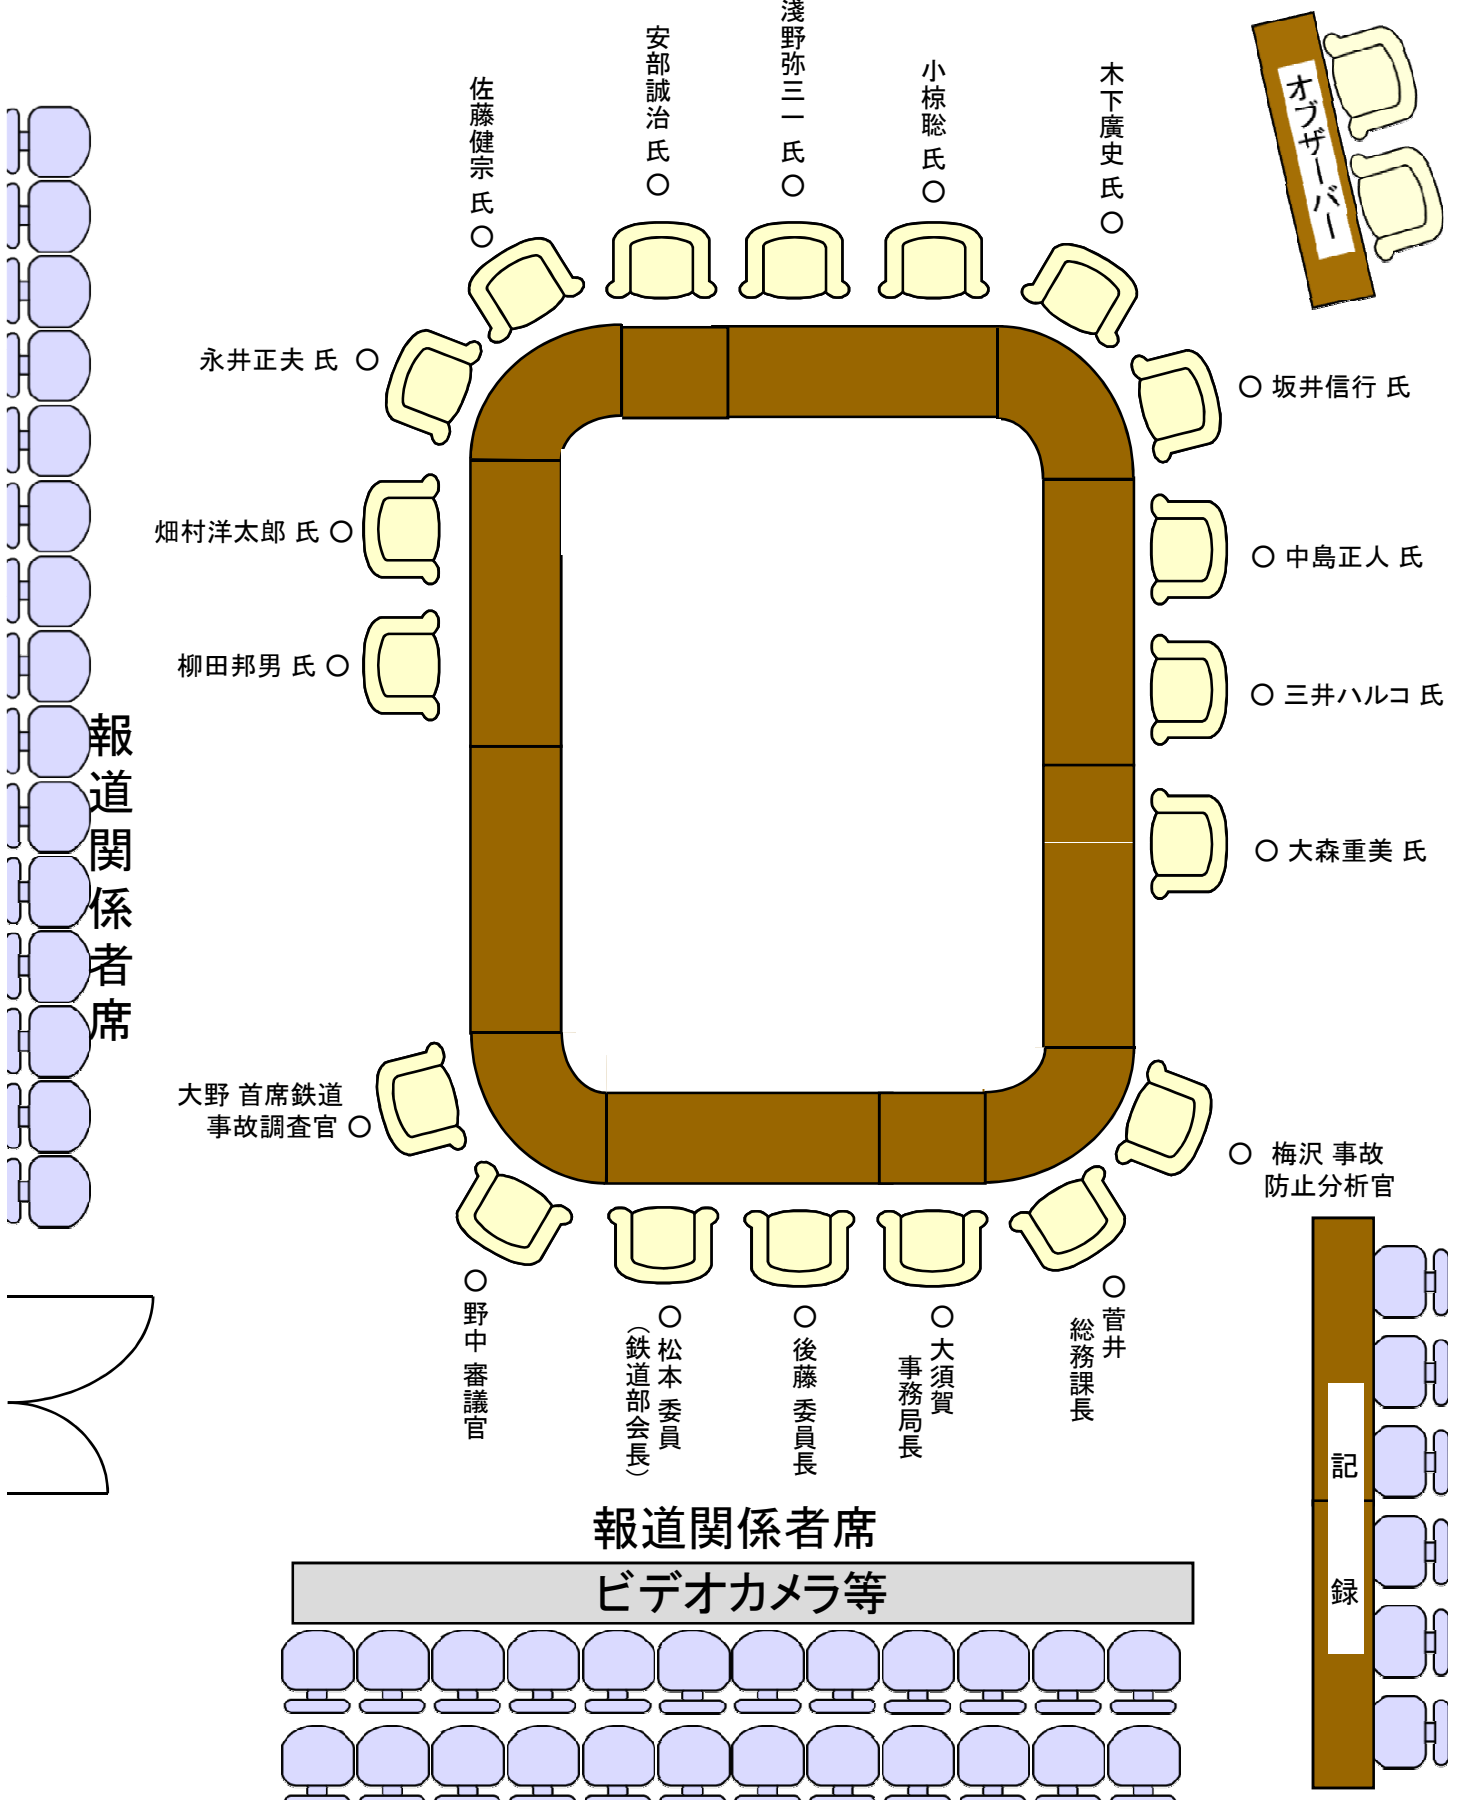 淺野弥三一 氏
安部誠治 氏
小椋聡 氏
木下廣史 氏
佐藤健宗 氏
オブザーバー
永井正夫 氏
坂井信行 氏
畑村洋太郎 氏
中島正人 氏
柳田邦男 氏
三井ハルコ 氏
報道関係者席
大森重美 氏
大野 首席鉄道
事故調査官
梅沢 事故
防止分析官
野中 審議官
松本 委員
（鉄道部会長）
後藤 委員長
大須賀
事務局長
菅井
総務課長
記録
報道関係者席
ビデオカメラ等